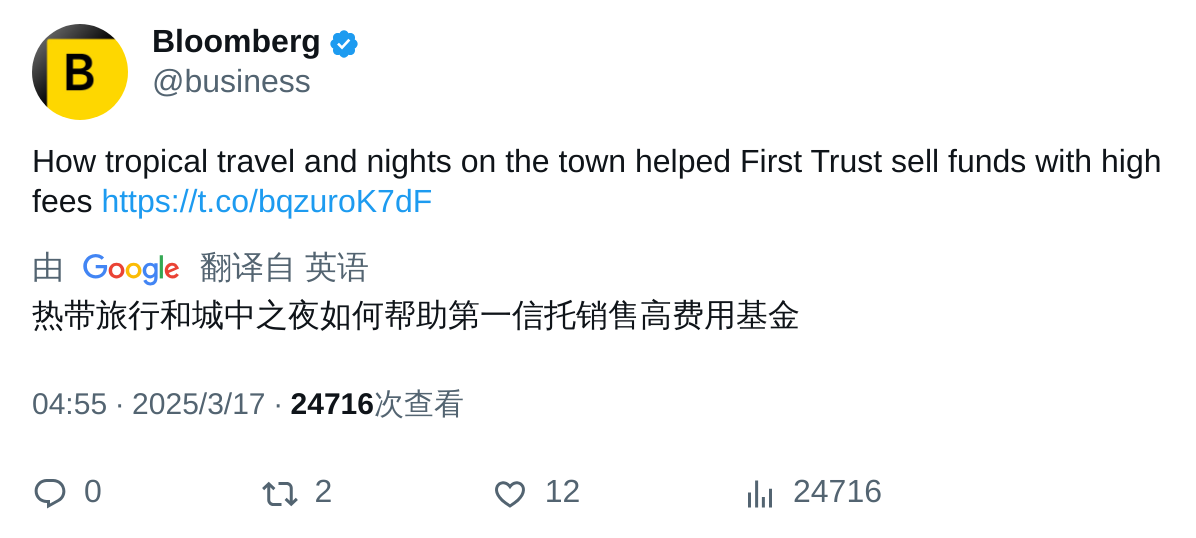 B
Bloomberg
@business
How tropical travel and nights on the town helped First Trust sell funds with high
fees https://t.co/bqzuroK7dF
由 Google 翻译自 英语
热带旅行和城中之夜如何帮助第一信托销售高费用基金
04:55 · 2025/3/17 · 24716次查看
0 2 12 24716